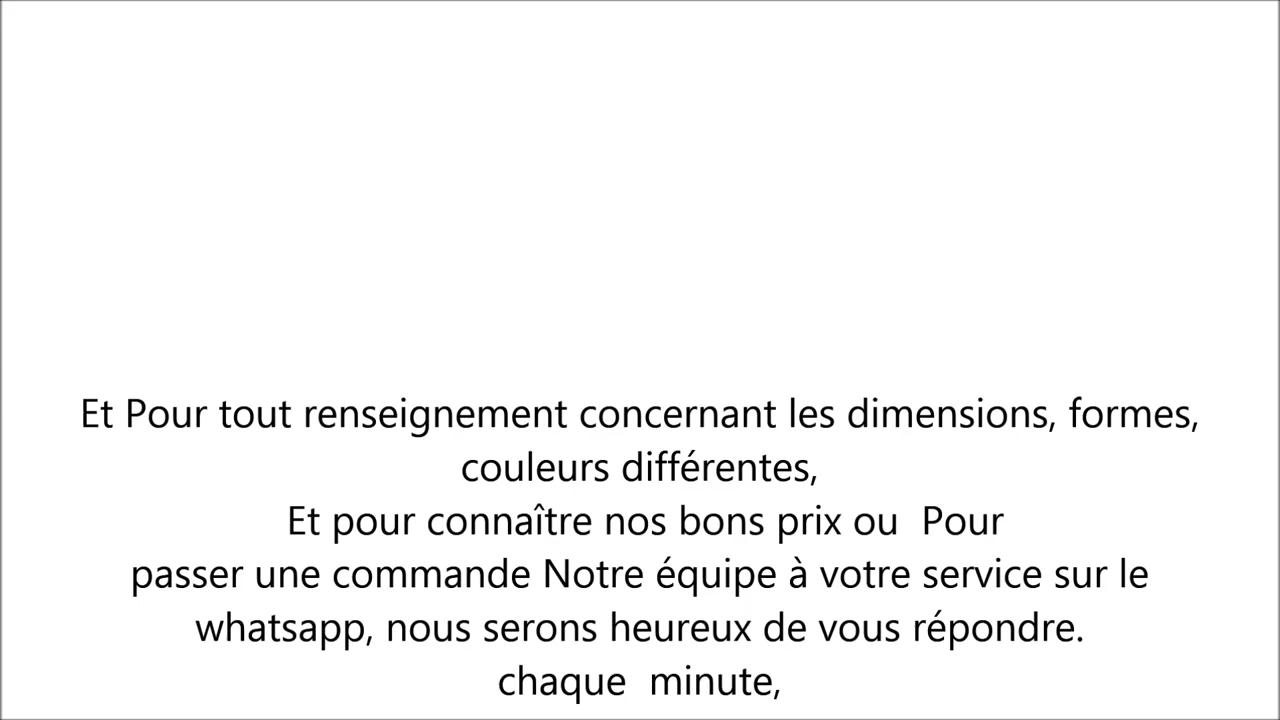 Et Pour tout renseignement concernant les dimensions, formes,
couleurs différentes,
Et pour connaître nos bons prix ou  Pour
passer une commande Notre équipe à votre service sur le
whatsapp, nous serons heureux de vous répondre.
chaque  minute,